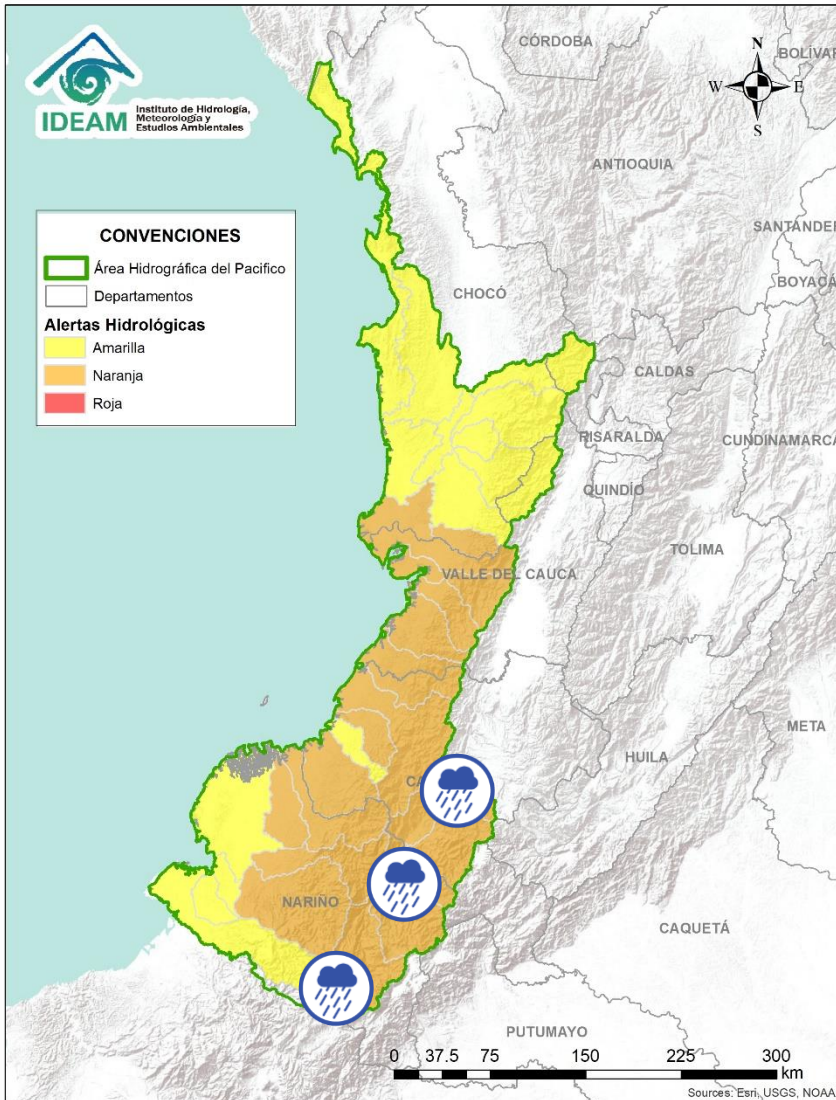 IDEAM
Instituto de Hidrología,
Meteorología y
Estudios Ambientales
CÓRDOBA
BOLÍVAR
N
W
E
S
ANTIOQUIA
SANTANDER
BOYACÁ
CONVENCIONES
Área Hidrográfica del Pacifico
Departamentos
Alertas Hidrológicas
Amarilla
Naranja
Roja
CHOCÓ
CALDAS
RISARALDA
CUNDINAMARCA
QUINDÍO
TOLIMA
VALLE DEL CAUCA
META
HUILA
CA
NARIÑO
CAQUETÁ
PUTUMAYO
0 37.5 75 150 225 300
km
Sources: Esri, USGS, NOAA